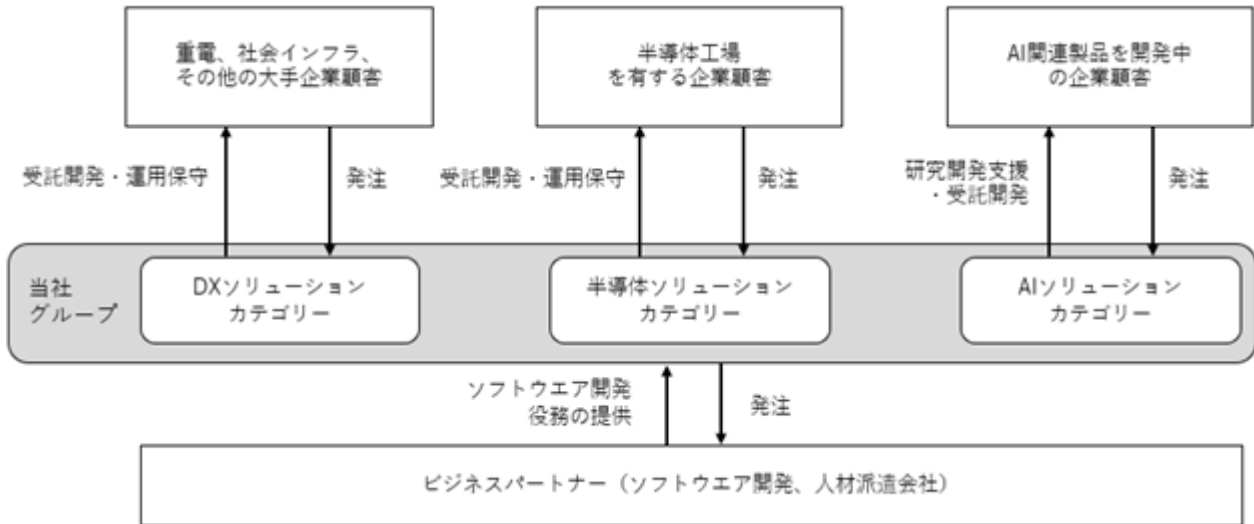 重電、社会インフラ、
その他の大手企業顧客
半導体工場
を有する企業顧客
AI関連製品を開発中
の企業顧客
受託開発・運用保守
発注
受託開発・運用保守
発注
研究開発支援
・受託開発
発注
当社
グループ
DXソリューション
カテゴリー
半導体ソリューション
カテゴリー
AIソリューション
カテゴリー
ソフトウエア開発
役務の提供
発注
ビジネスパートナー（ソフトウエア開発、人材派遣会社）